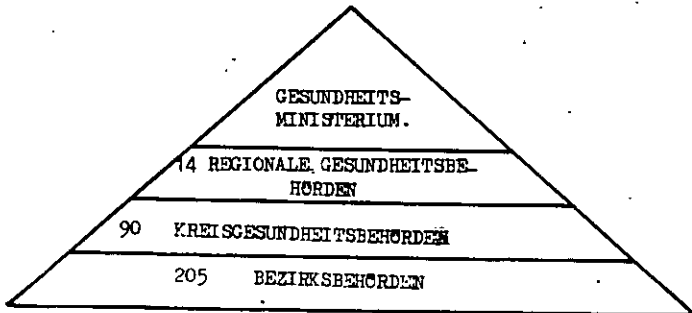 GESUNDHEITS-
MINISTERIUM.
14 REGIONALE GESUNDHEITSBE-
HÖRDEN
90 KREISGESUNDHEITSBEHÖRDEN
205 BEZIRKSBEHÖRDEN